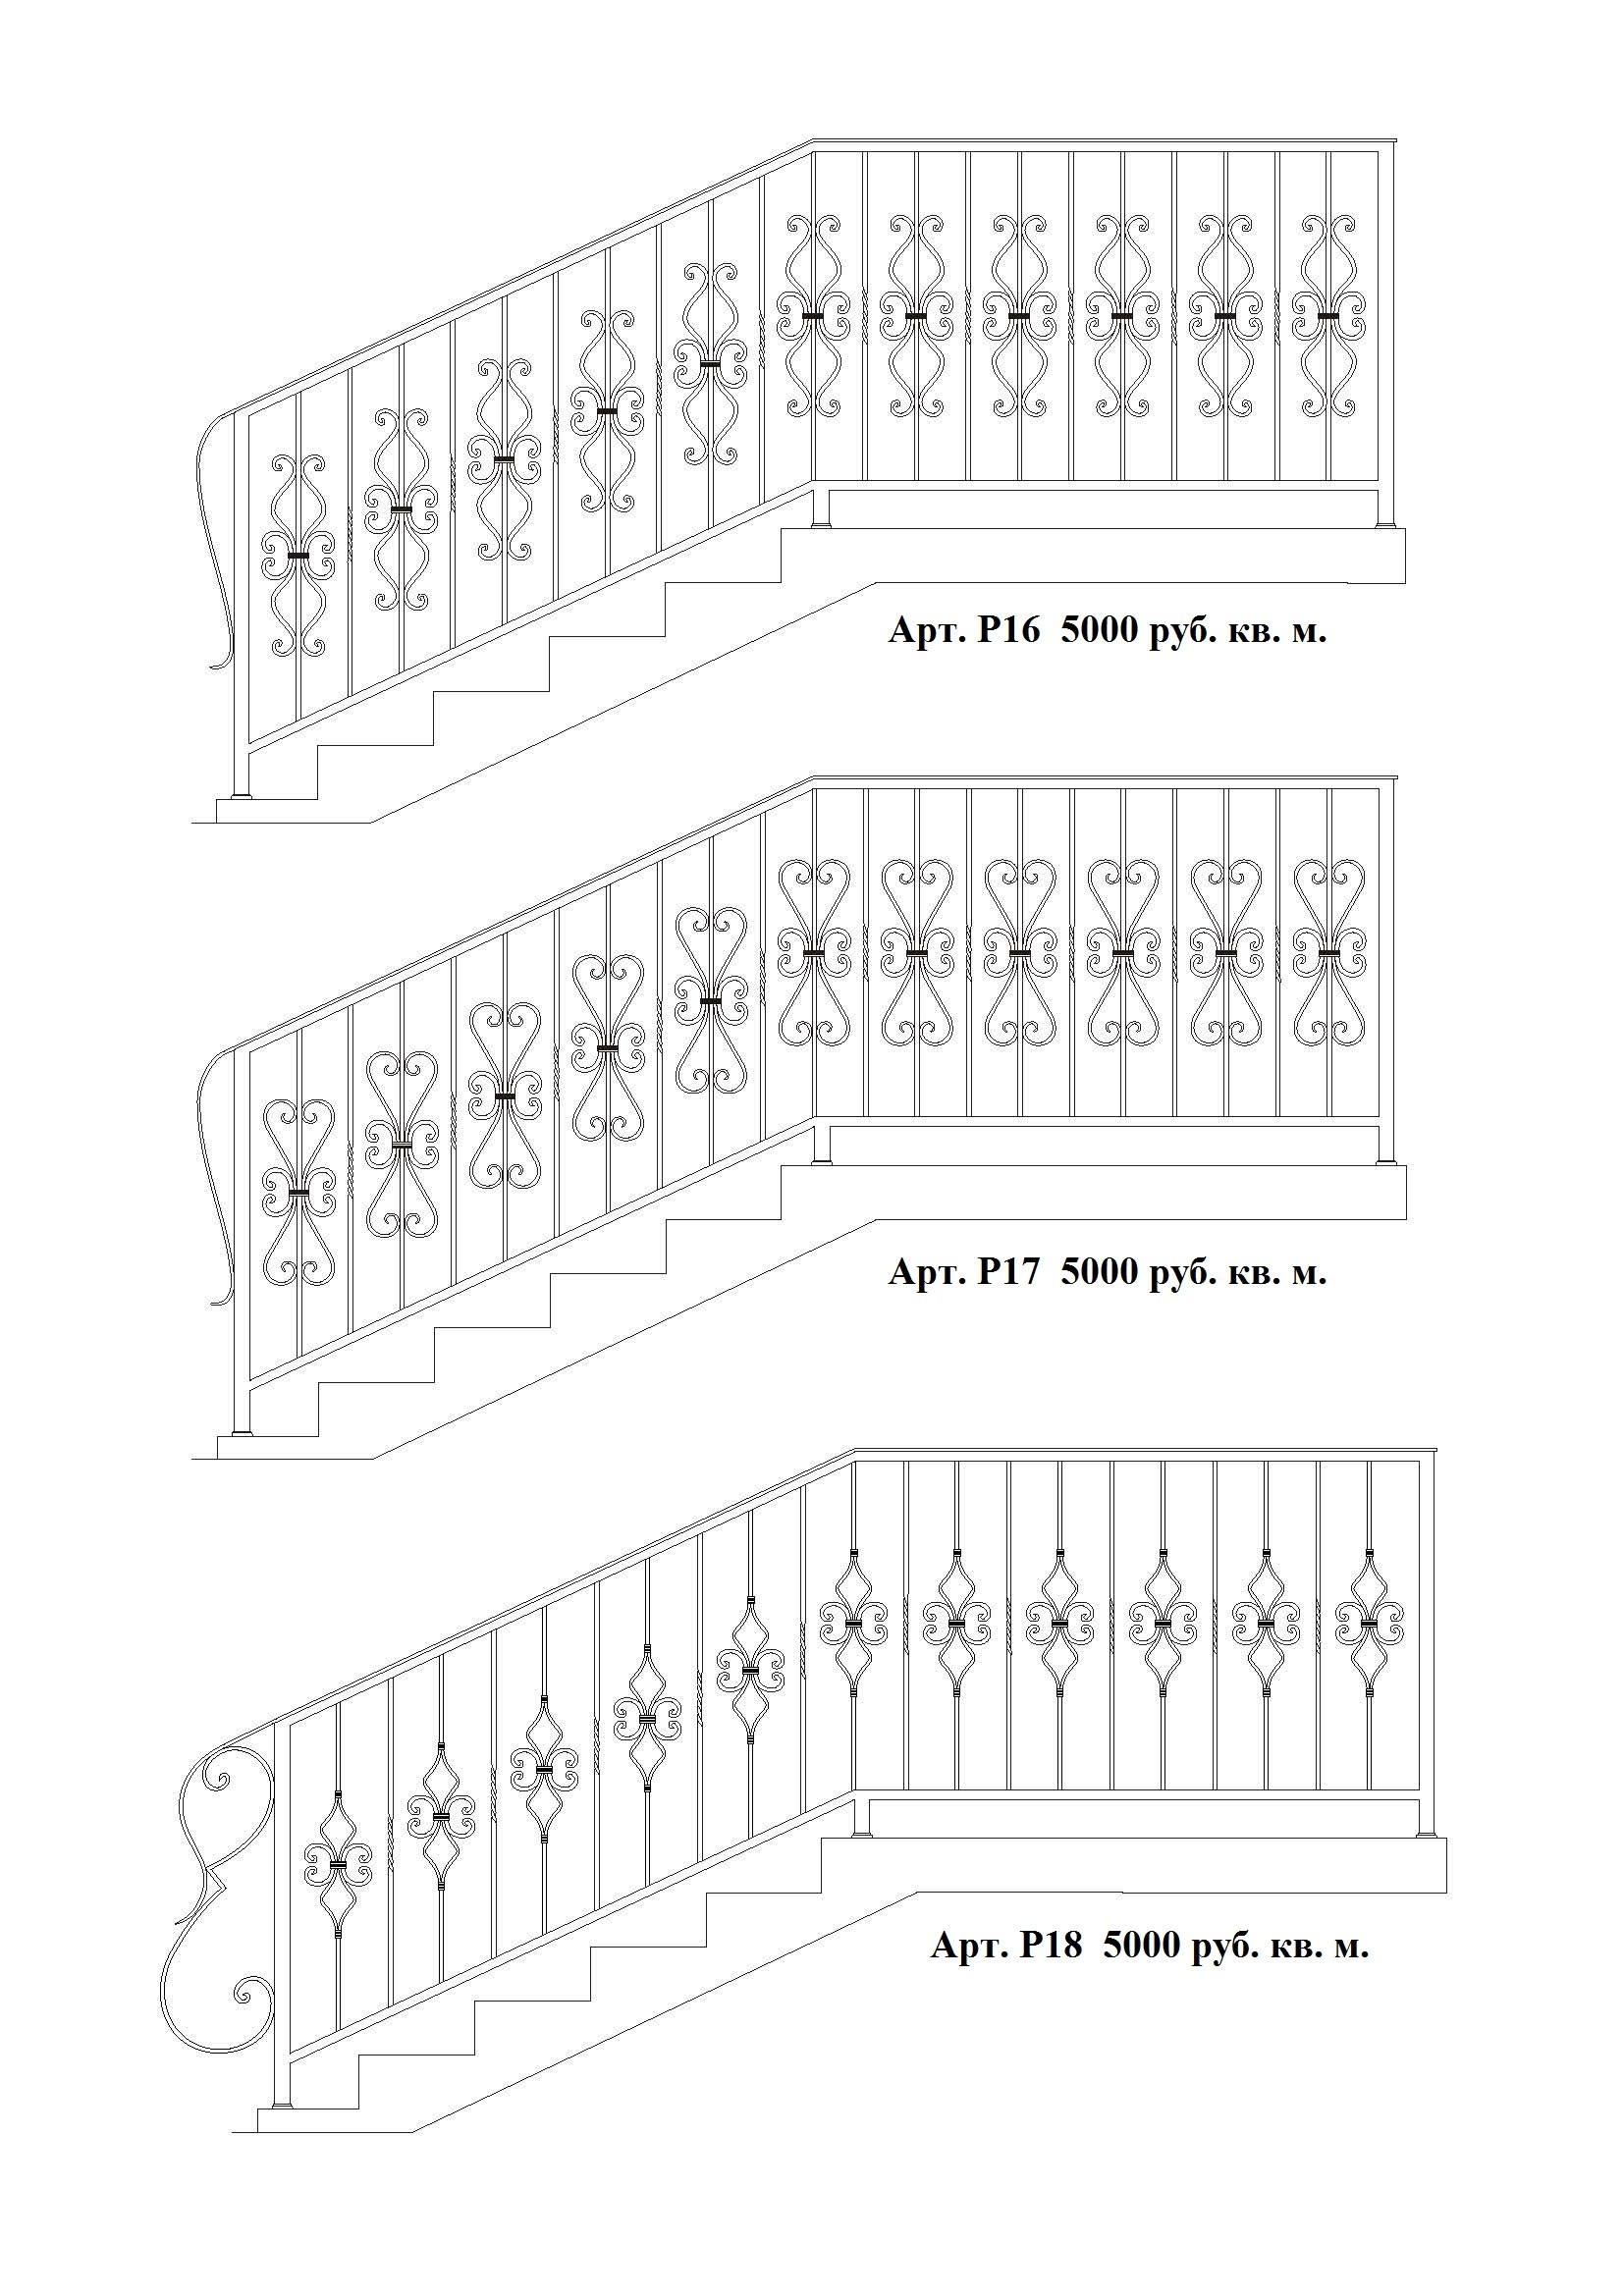 Арт. Р16  5000 руб. кв. м.
Арт. Р17  5000 руб. кв. м.
Арт. Р18  5000 руб. кв. м.